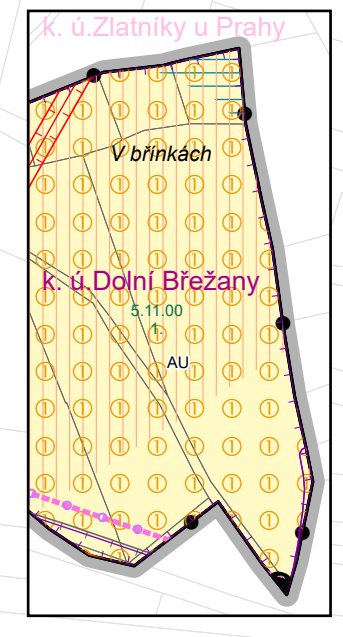 k. ú.Zlatníky u Prahy
V břinkách
k. ú.Dolní Břežany
5.11.00
1.
AU